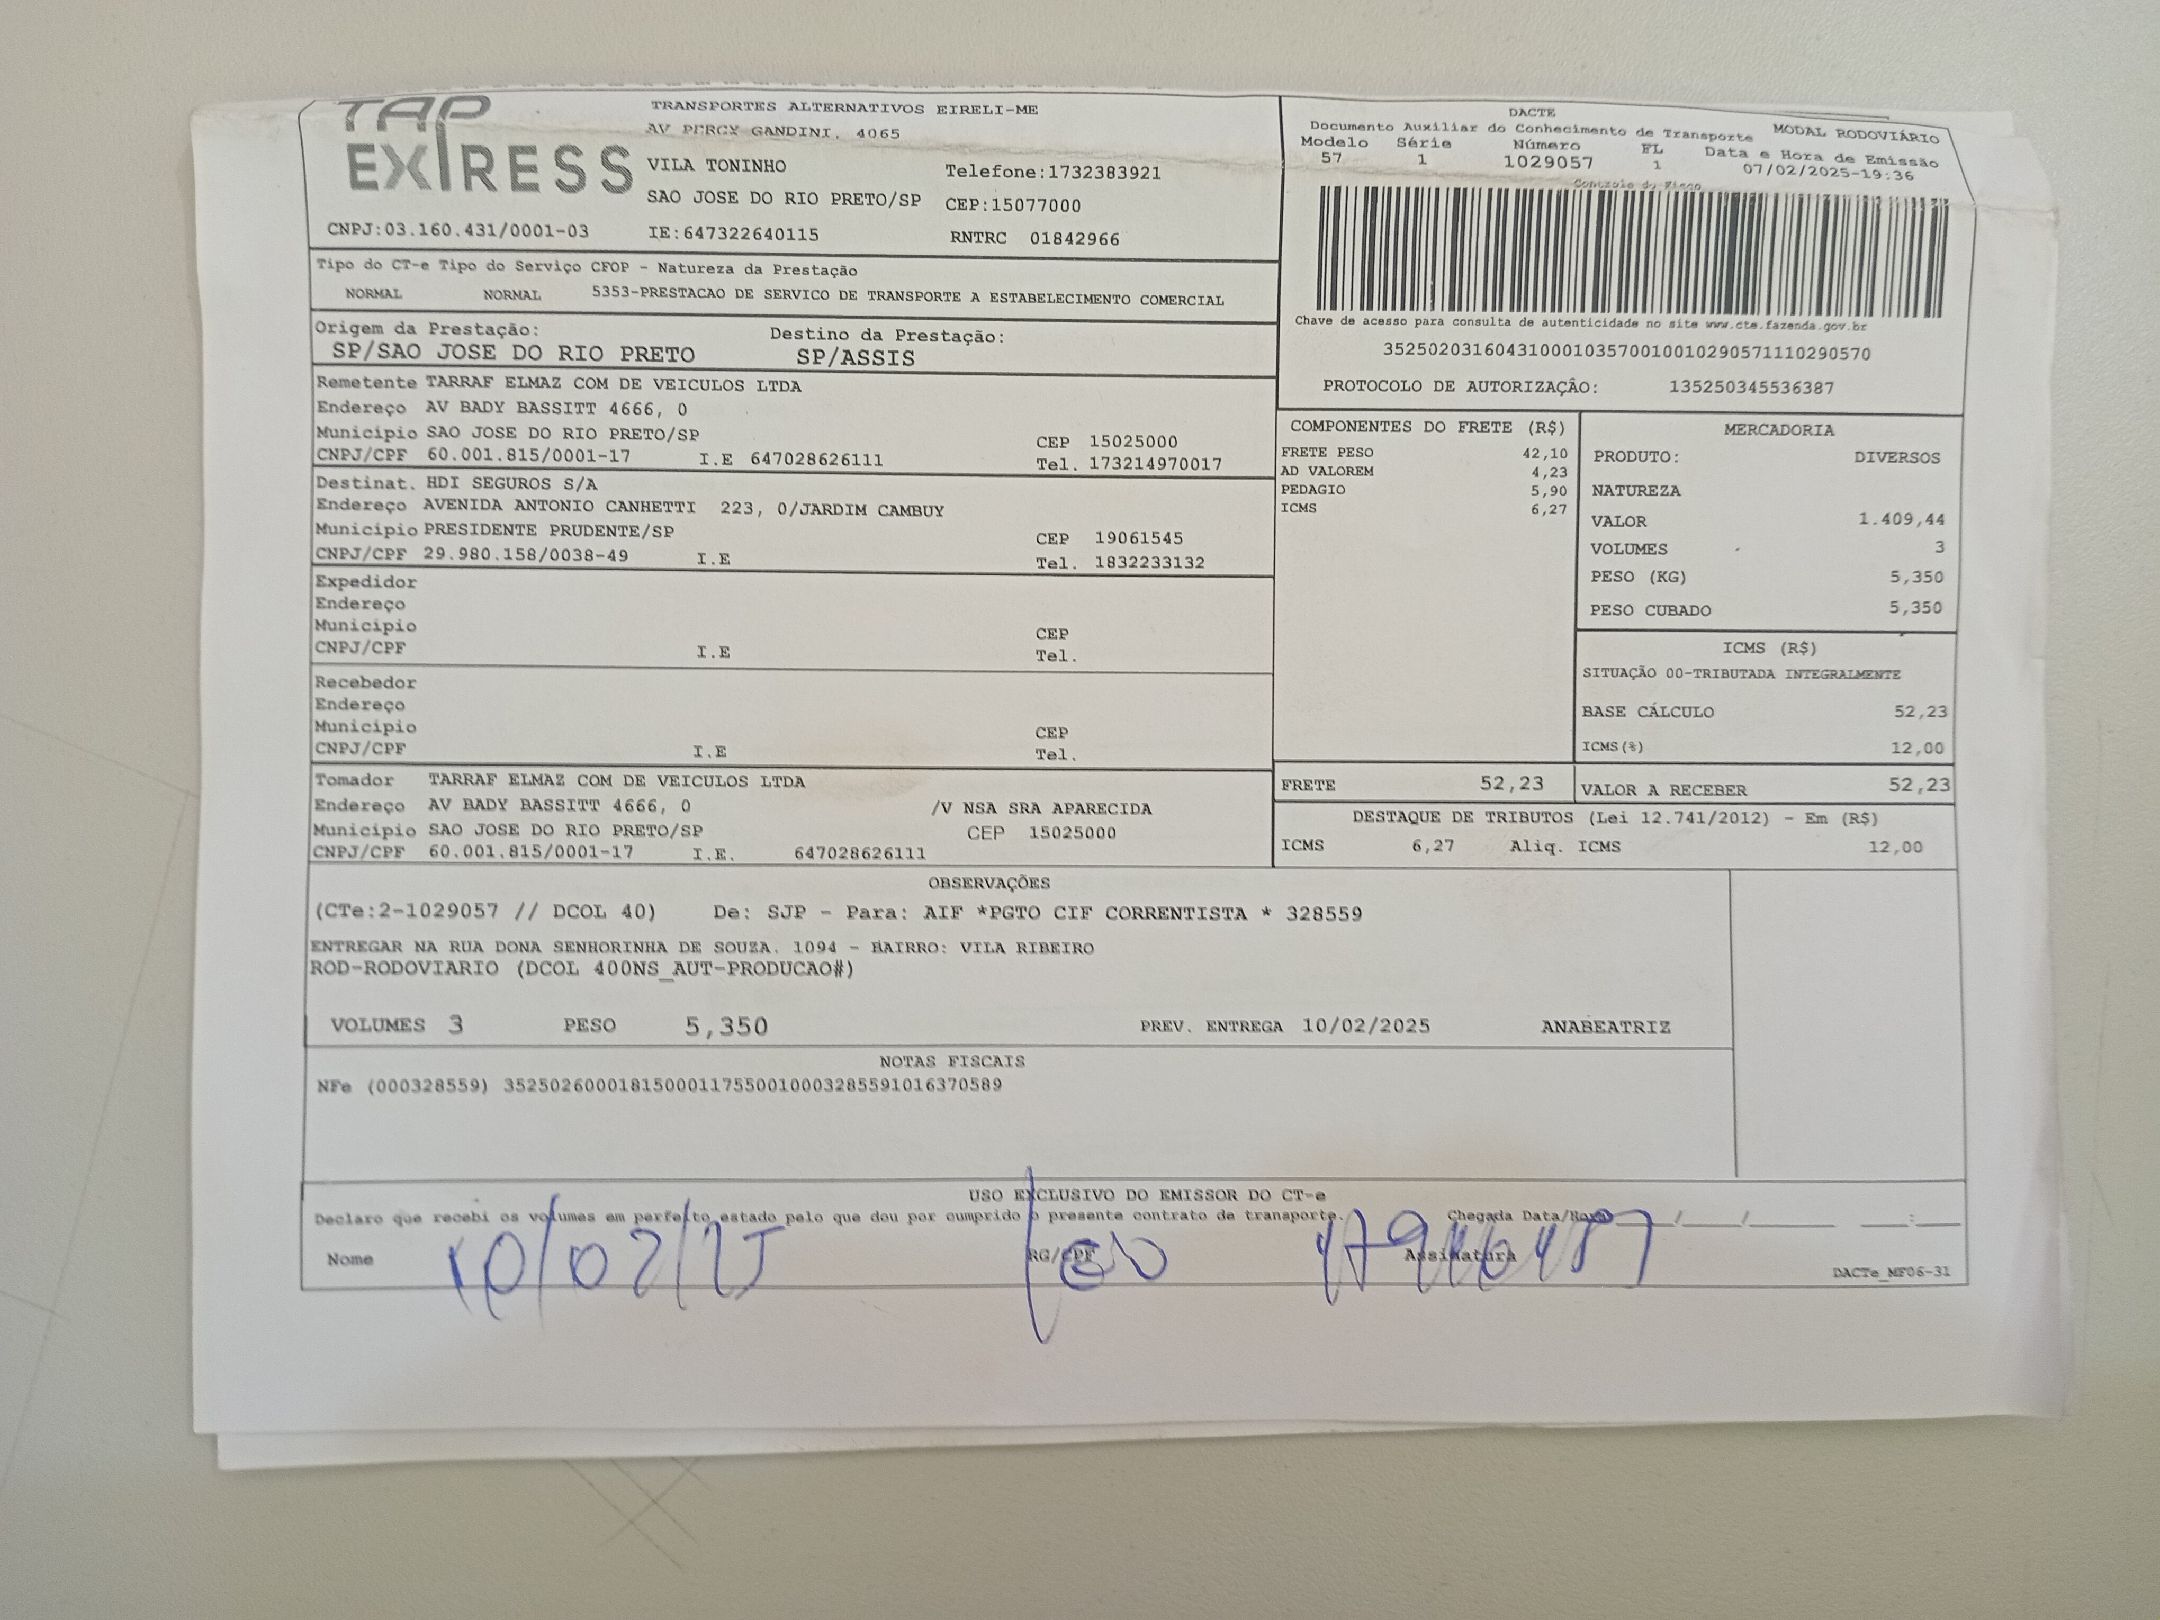 TAP EXPRESS
TRANSPORTES ALTERNATIVOS EIRELI-ME
AV PERCY GANDINI, 4065
VILA TONINHO Telefone:1732383921
SAO JOSE DO RIO PRETO/SP CEP:15077000
CNPJ:03.160.431/0001-03 IE:647322640115 RNTRC 01842966
DACTE
Documento Auxiliar do Conhecimento de Transporte MODAL RODOVIÁRIO
Modelo Série Número FL Data e Hora de Emissão
57 1 1029057 1 07/02/2025-19:36
Controle do Fisco
Chave de acesso para consulta de autenticidade no site www.cte.fazenda.gov.br
35250203160431000103570010010290571110290570
PROTOCOLO DE AUTORIZAÇÃO: 135250345536387
Tipo do CT-e Tipo do Serviço CFOP - Natureza da Prestação
NORMAL NORMAL 5353-PRESTACAO DE SERVICO DE TRANSPORTE A ESTABELECIMENTO COMERCIAL
Origem da Prestação: Destino da Prestação:
SP/SAO JOSE DO RIO PRETO SP/ASSIS
Remetente TARRAF ELMAZ COM DE VEICULOS LTDA
Endereço AV BADY BASSITT 4666, 0
Município SAO JOSE DO RIO PRETO/SP CEP 15025000
CNPJ/CPF 60.001.815/0001-17 I.E 647028626111 Tel. 173214970017
Destinat. HDI SEGUROS S/A
Endereço AVENIDA ANTONIO CANHETTI 223, 0/JARDIM CAMBUY
Município PRESIDENTE PRUDENTE/SP CEP 19061545
CNPJ/CPF 29.980.158/0038-49 I.E Tel. 1832233132
Expedidor
Endereço
Município CEP
CNPJ/CPF I.E Tel.
Recebedor
Endereço
Município CEP
CNPJ/CPF I.E Tel.
Tomador TARRAF ELMAZ COM DE VEICULOS LTDA
Endereço AV BADY BASSITT 4666, 0 /V NSA SRA APARECIDA
Município SAO JOSE DO RIO PRETO/SP CEP 15025000
CNPJ/CPF 60.001.815/0001-17 I.E. 647028626111
COMPONENTES DO FRETE (R$)
FRETE PESO 42,10
AD VALOREM 4,23
PEDAGIO 5,90
ICMS 6,27
MERCADORIA
PRODUTO: DIVERSOS
NATUREZA
VALOR 1.409,44
VOLUMES 3
PESO (KG) 5,350
PESO CUBADO 5,350
ICMS (R$)
SITUAÇÃO 00-TRIBUTADA INTEGRALMENTE
BASE CÁLCULO 52,23
ICMS(%) 12,00
FRETE 52,23 VALOR A RECEBER 52,23
DESTAQUE DE TRIBUTOS (Lei 12.741/2012) - Em (R$)
ICMS 6,27 Aliq. ICMS 12,00
OBSERVAÇÕES
(CTe:2-1029057 // DCOL 40) De: SJP - Para: AIF *PGTO CIF CORRENTISTA * 328559
ENTREGAR NA RUA DONA SENHORINHA DE SOUZA. 1094 - BAIRRO: VILA RIBEIRO
ROD-RODOVIARIO (DCOL 400NS_AUT-PRODUCAO#)
VOLUMES 3 PESO 5,350 PREV. ENTREGA 10/02/2025 ANABEATRIZ
NOTAS FISCAIS
NFe (000328559) 35250260001815000117550010003285591016370589
USO EXCLUSIVO DO EMISSOR DO CT-e
Declaro que recebi os volumes em perfeito estado pelo que dou por cumprido o presente contrato de transporte. Chegada Data/Hora __/__/__ __:__
Nome 10/02/25 RG/CPF Assinatura
DACTe_MF06-31